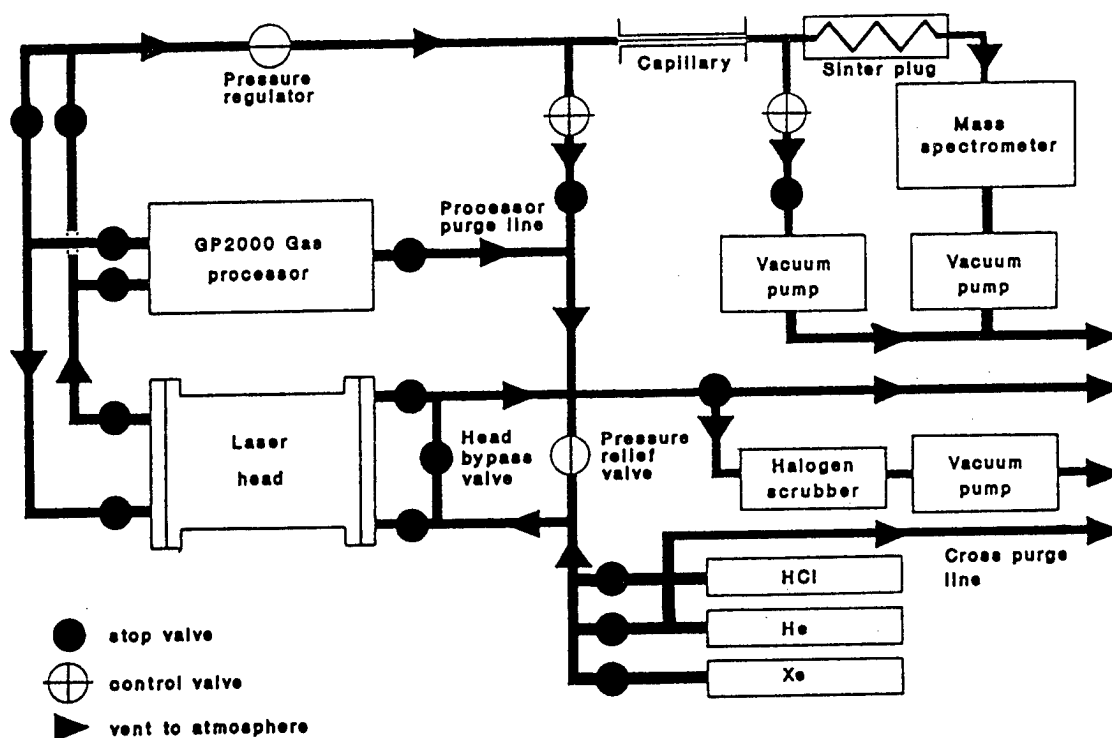 Pressure
regulator
Capillary
Sinter plug
Mass
spectrometer
Processor
purge line
GP2000 Gas
processor
Vacuum
pump
Vacuum
pump
Laser
head
Head
bypass
valve
Pressure
relief
valve
Halogen
scrubber
Vacuum
pump
Cross purge
line
HCl
He
Xe
stop valve
control valve
vent to atmosphere